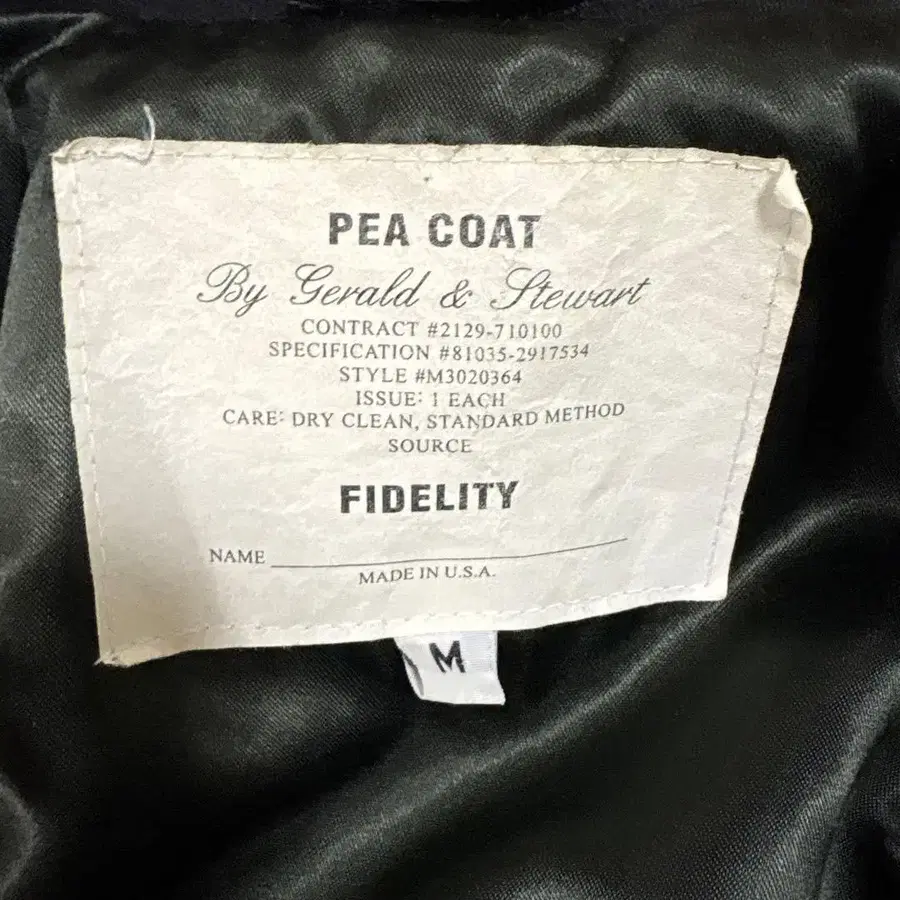 PEA COAT
By Gerald & Stewart
CONTRACT #2129-710100
SPECIFICATION #81035-2917534
STYLE #M3020364
ISSUE: 1 EACH
CARE: DRY CLEAN, STANDARD METHOD
SOURCE
FIDELITY
NAME
MADE IN U.S.A.
M